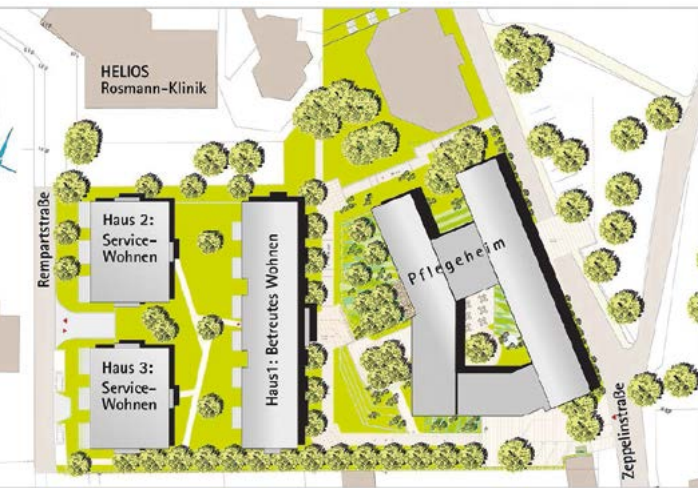 HELIOS
Rosmann-Klinik
Rempartstraße
Haus 2:
Service-
Wohnen
Haus1: Betreutes Wohnen
Pflegeheim
Haus 3:
Service-
Wohnen
Zeppelinstraße